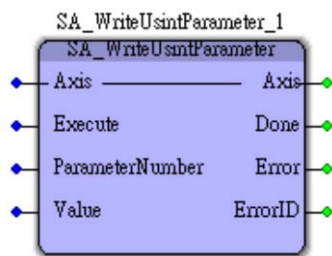 SA_WriteUsintParameter_1
SA_WriteUsintParameter
Axis Axis
Execute Done
ParameterNumber Error
Value ErrorID